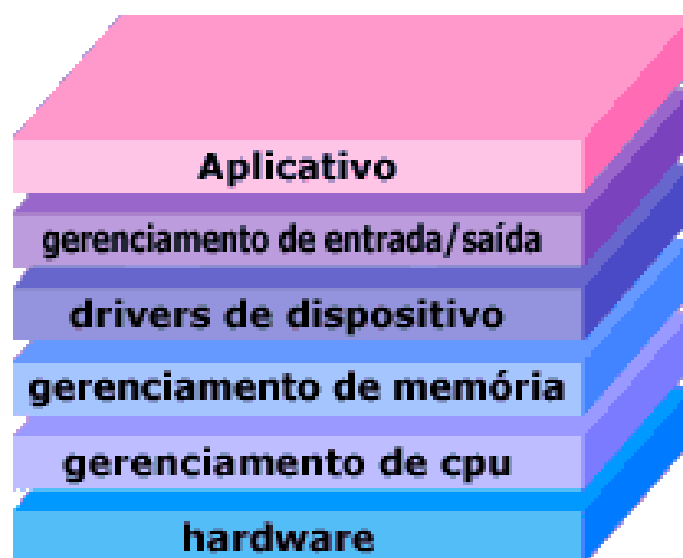 Aplicativo
gerenciamento de entrada/saída
drivers de dispositivo
gerenciamento de memória
gerenciamento de cpu
hardware